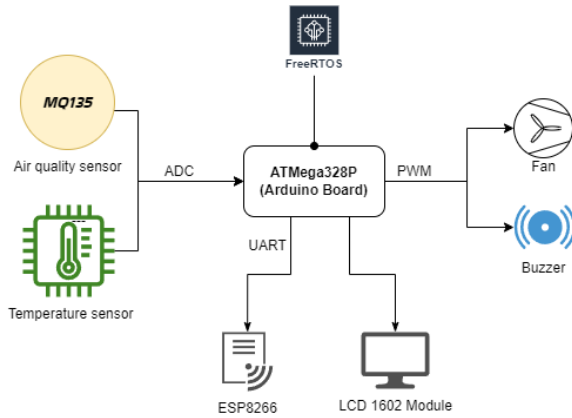 FreeRTOS
MQ135
Air quality sensor
ADC
ATMega328P
(Arduino Board)
PWM
Fan
UART
Buzzer
Temperature sensor
ESP8266
LCD 1602 Module